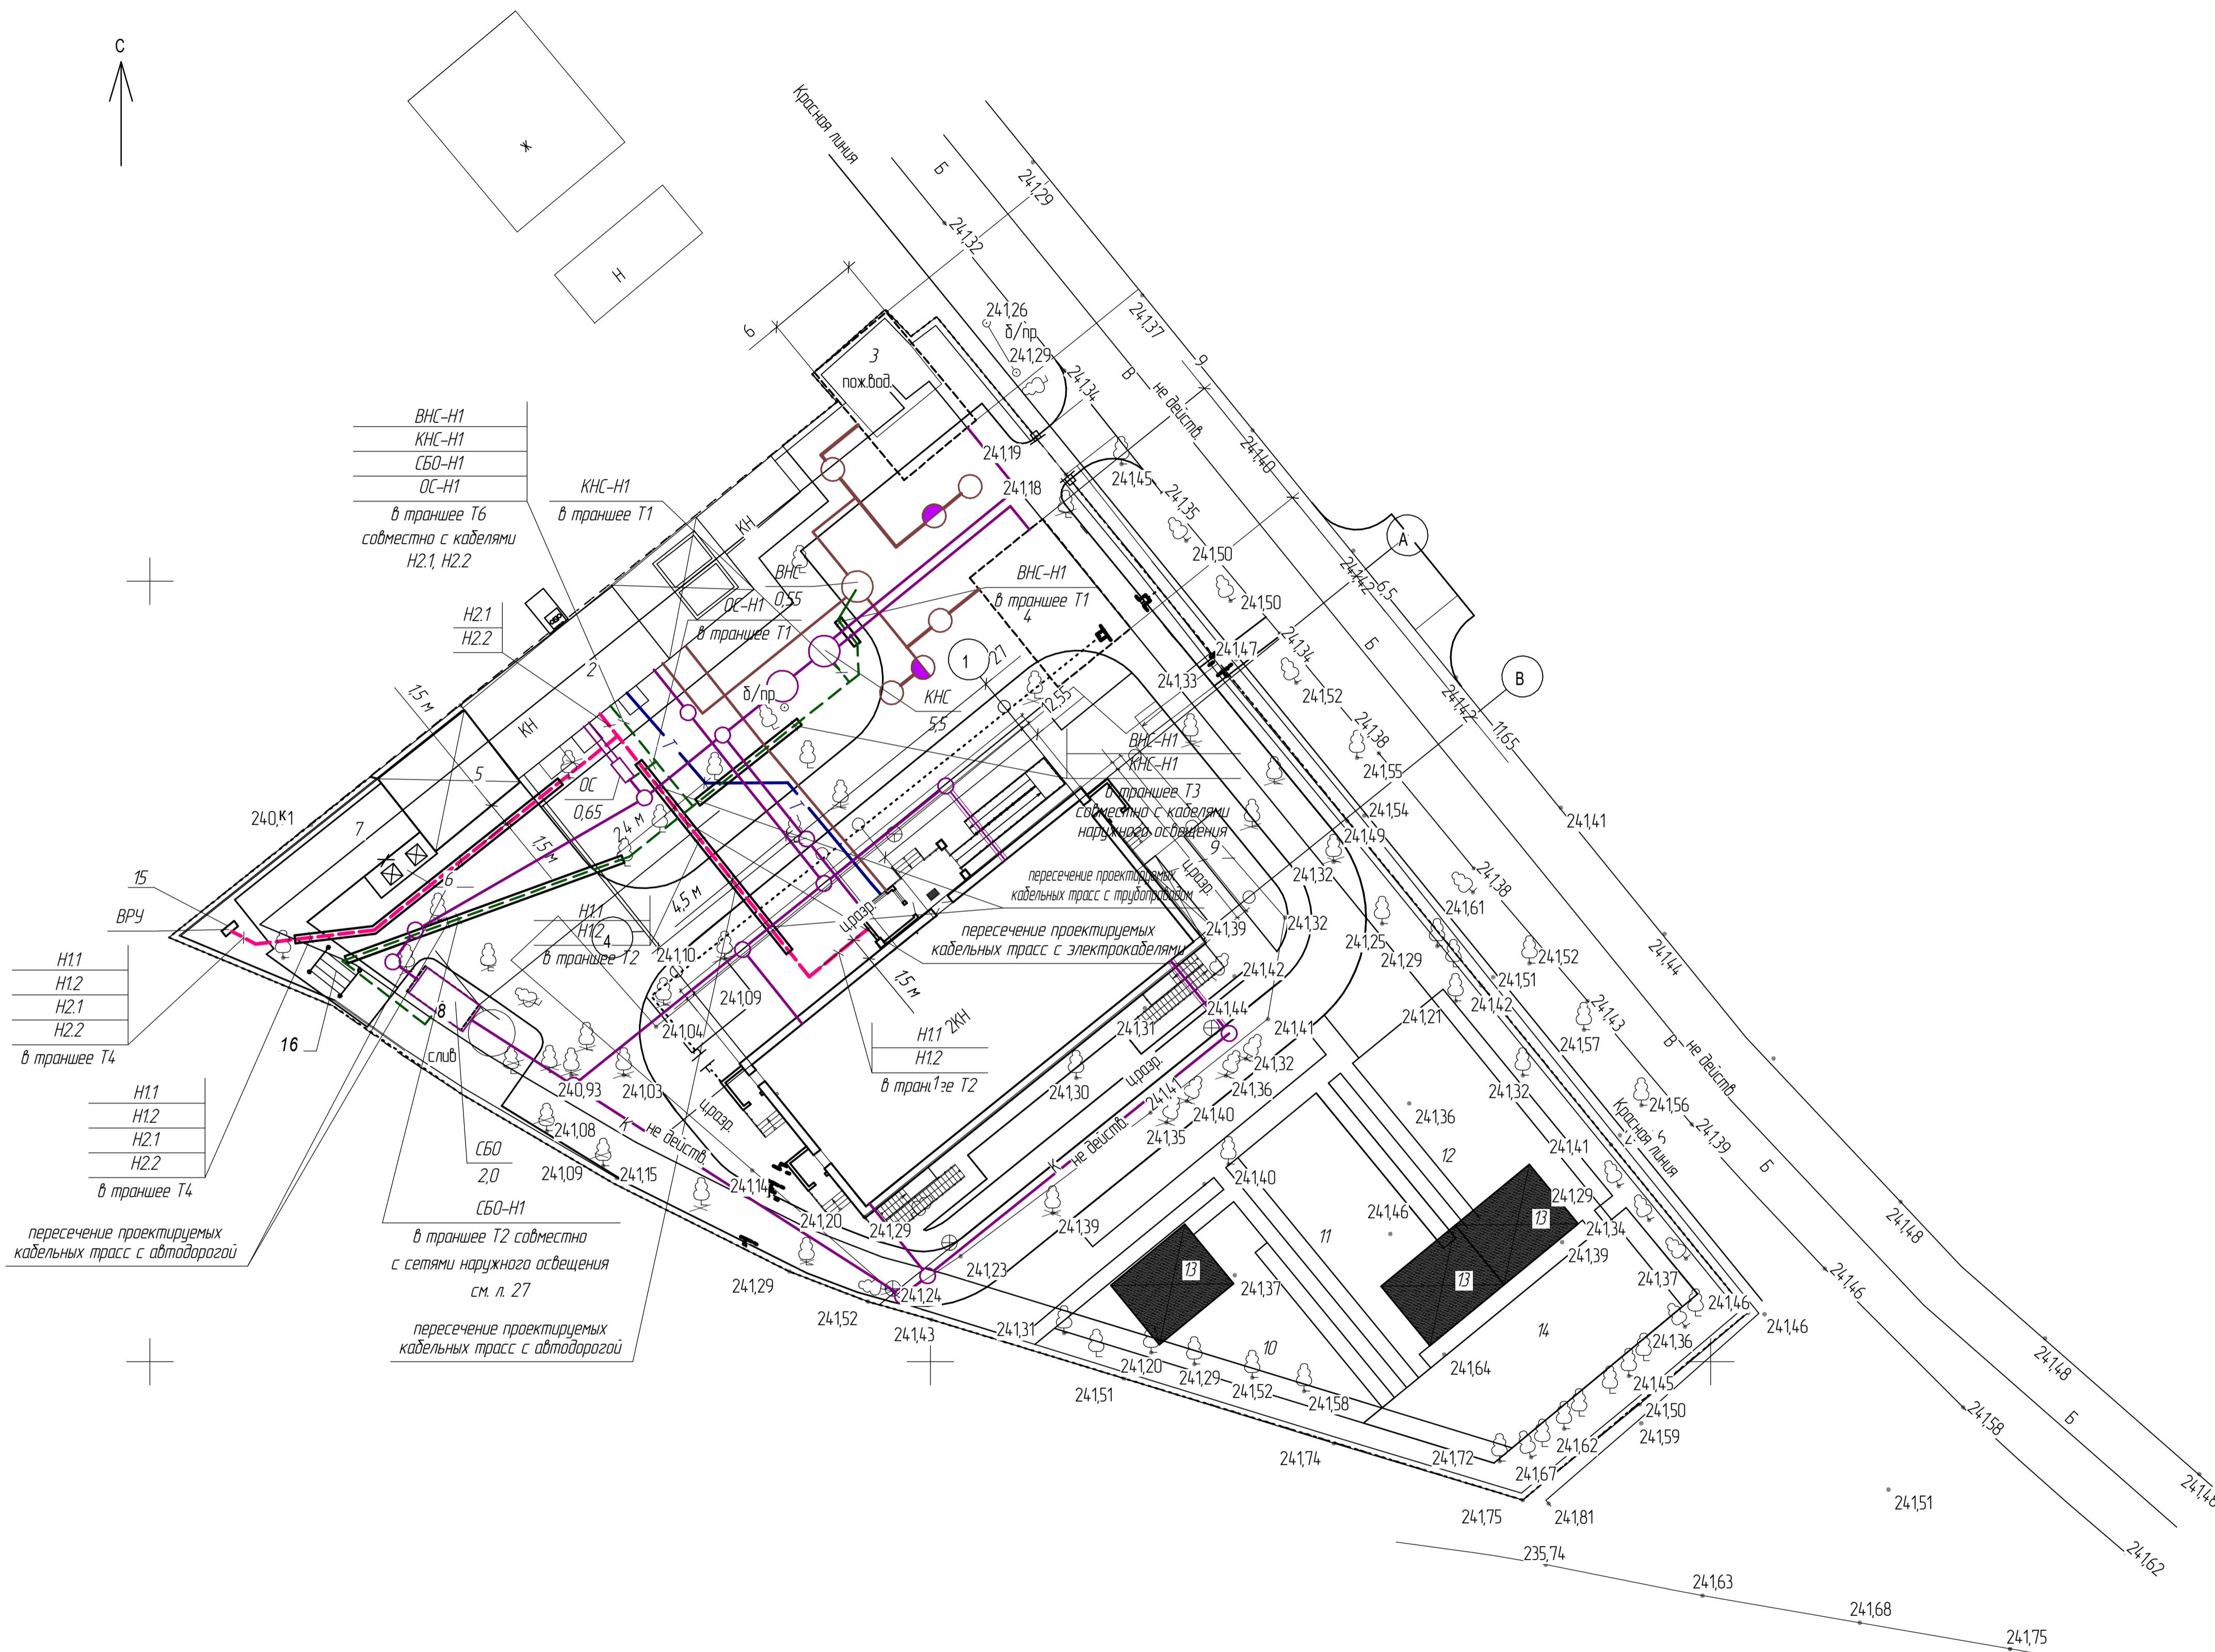 С
ж
Н
Красная линия
Б
241,29
241,32
6
241,26
б/пр
241,29
3
пож.вод.
241,34
В
не действ.
241,37
9
241,40
ВНС-Н1
КНС-Н1
СБО-Н1
ОС-Н1
в траншее Т6
совместно с кабелями
Н2.1, Н2.2
КНС-Н1
в траншее Т1
КН
241,19
241,18
241,45
241,35
241,50
А
241,42
6,5
ВНС
0,55
ВНС-Н1
в траншее Т1
4
ОС-Н1
в траншее Т1
Н2.1
Н2.2
2
241,50
241,47
241,34
Б
1
27
241,33
241,52
В
241,42
11,65
1,5 м
КН
б/пр
КНС
5,5
12,55
241,38
241,55
5
Т
ОС
0,65
2,4 м
Т
ВНС-Н1
КНС-Н1
в траншее Т3
совместно с кабелями
наружного освещения
241,54
241,49
241,41
240,к1
7
1,5 м
9
15
6
4,5 м
пересечение проектируемых
кабельных трасс с трубопроводом
ц.разр.
241,32
241,38
241,61
ВРУ
Н1.1
Н1.2
в траншее Т2
4
ц.разр.
пересечение проектируемых
кабельных трасс с электрокабелями
241,39
241,32
241,25
241,52
241,44
Н1.1
Н1.2
Н2.1
Н2.2
в траншее Т4
241,10
241,09
1,5 м
241,42
241,29
241,51
241,42
8
16
слив
241,04
2КН
Н1.1
Н1.2
в траншее Т2
1
241,31
241,44
241,41
241,21
241,43
241,57
В
не действ.
240,93
241,03
241,30
ц.разр.
241,32
241,36
241,32
Н1.1
Н1.2
Н2.1
Н2.2
в траншее Т4
241,08
К
не действ.
ц.разр.
241,4
241,40
241,35
241,36
241,56
241,39
Красная линия
Б
СБО
2,0
241,09
241,15
241,14
К
не действ.
241,40
12
241,41
СБО-Н1
в траншее Т2 совместно
с сетями наружного освещения
см. л. 27
241,20
241,29
241,39
241,46
241,29
241,34
241,48
пересечение проектируемых
кабельных трасс с автодорогой
11
13
13
13
241,39
241,23
241,37
241,37
241,46
241,29
241,24
241,46
241,46
241,52
241,43
241,31
10
14
241,36
241,48
пересечение проектируемых
кабельных трасс с автодорогой
241,20
241,29
241,52
241,58
241,64
241,45
241,50
241,59
241,58
Б
241,51
241,74
241,72
241,62
241,67
241,48
241,51
241,75
241,81
235,74
241,62
241,63
241,68
241,75